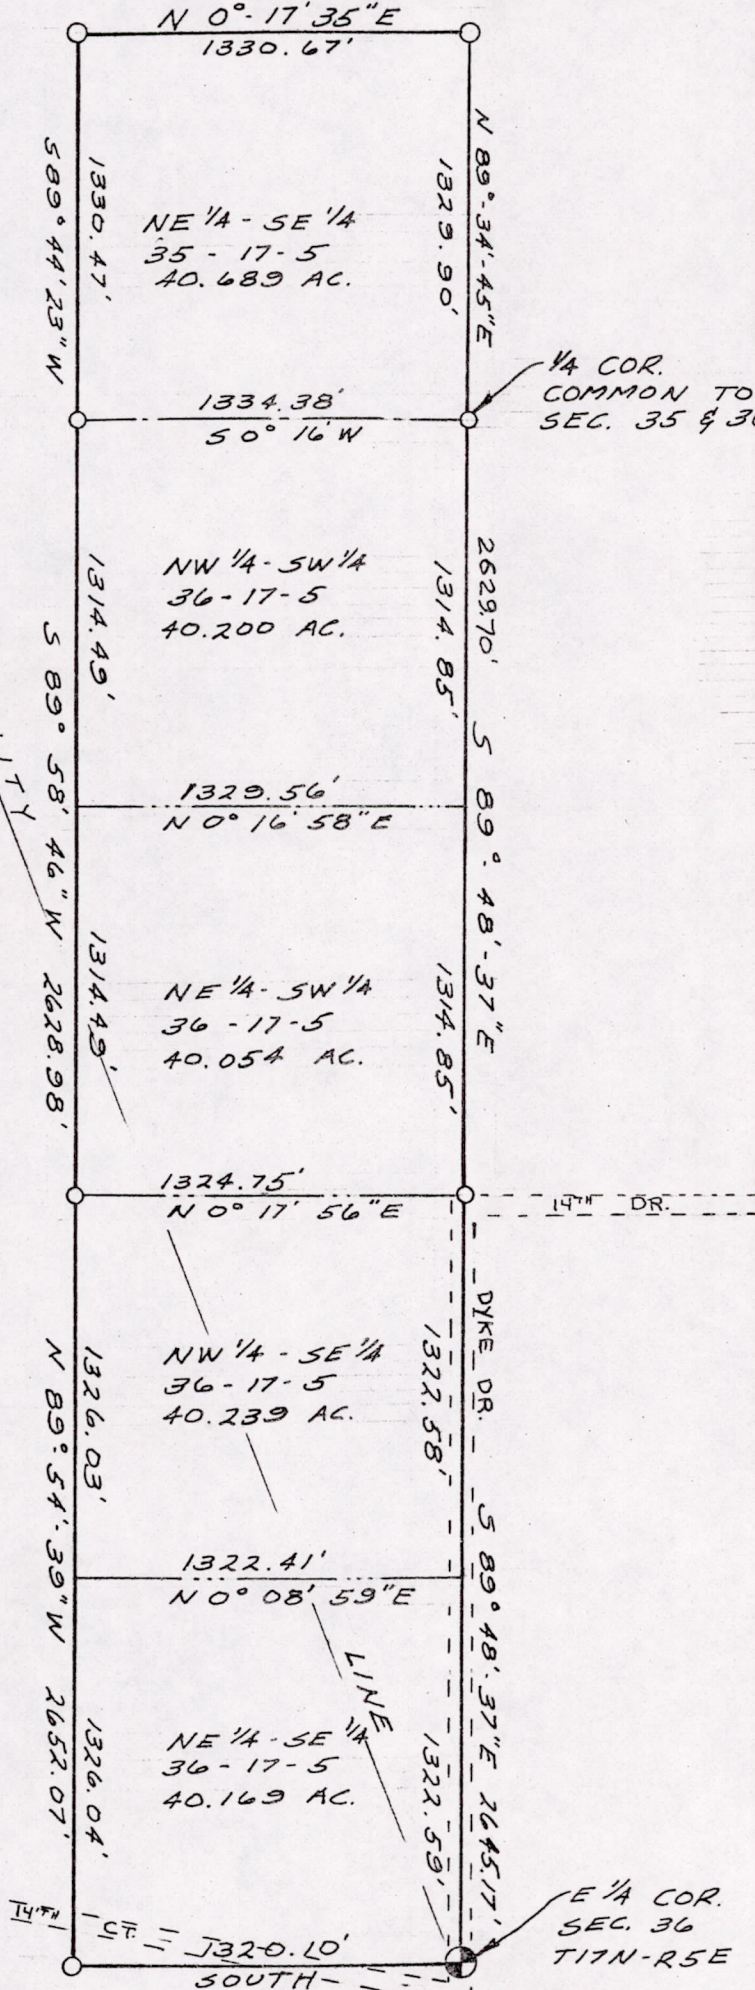 N 0°-17'35"E
1330.67'
S 89° 44' 23" W
1330.47'
NE 1/4 - SE 1/4
35 - 17-5
40.689 AC.
1329.90'
N 89°-34'-45"E
1/4 COR.
COMMON TO
SEC. 35 &
1334.38'
S 0° 16' W
1314.49'
NW 1/4 - SW 1/4
36-17-5
40.200 AC.
1314.85'
2629.70' S 89° 48'-37"E
S 89° 58' 46" W 2628.98'
ITY
1329.56'
N 0° 16' 58"E
1314.49'
NE 1/4 - SW 1/4
36 - 17-5
40.054 AC.
1314.85'
1324.75'
N 0° 17' 56"E
14TH DR.
DYKE DR.
N 89° 54'-39"W 2652.07'
1326.03'
NW 1/4 - SE 1/4
36-17-5
40.239 AC.
1322.58'
S 89° 48'-37"E 2645.17'
1322.41'
N 0° 08' 59"E
LINE
1326.04'
NE 1/4 - SE 1/4
36-17-5
40.169 AC.
1322.59'
14TH CT.
1320.10'
SOUTH
E 1/4 COR.
SEC. 36
T17N-R5E